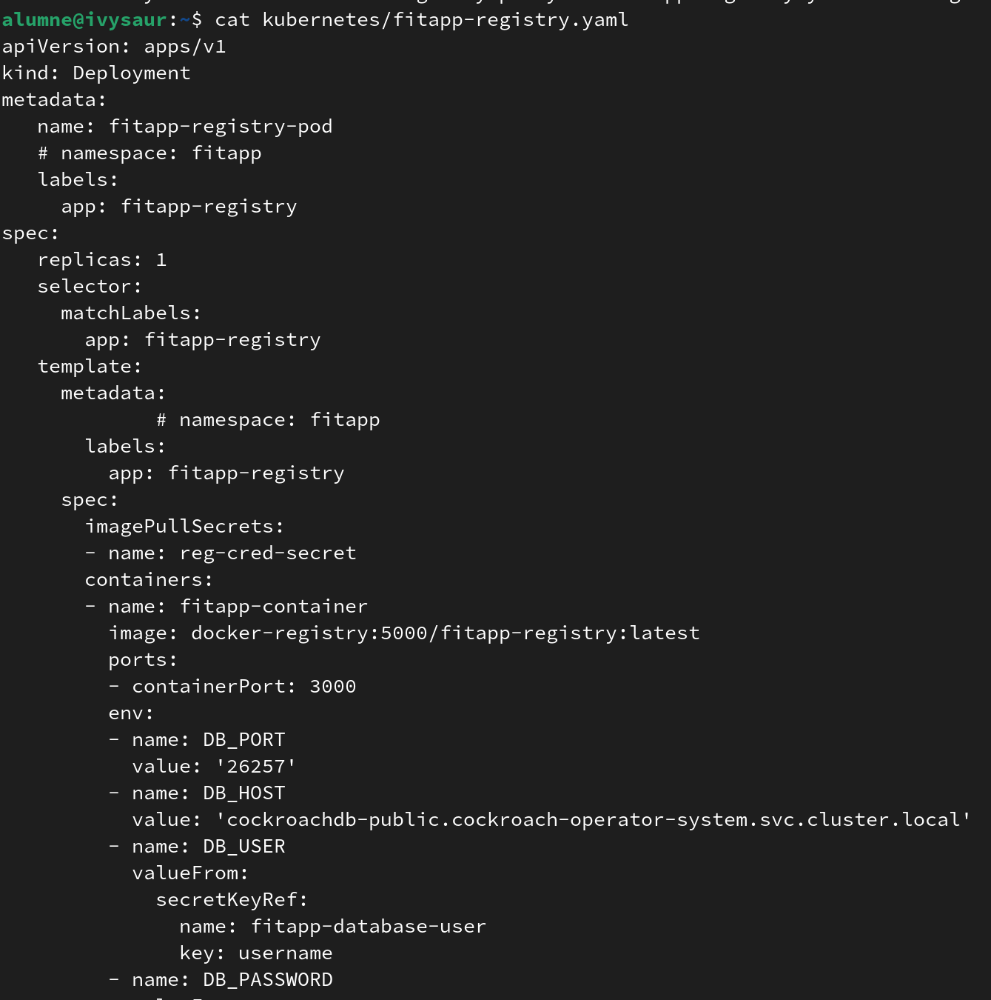 alumne@ivysaur:~$ cat kubernetes/fitapp-registry.yaml
apiVersion: apps/v1
kind: Deployment
metadata:
   name: fitapp-registry-pod
   # namespace: fitapp
   labels:
     app: fitapp-registry
spec:
   replicas: 1
   selector:
     matchLabels:
       app: fitapp-registry
   template:
     metadata:
             # namespace: fitapp
       labels:
         app: fitapp-registry
     spec:
       imagePullSecrets:
       - name: reg-cred-secret
       containers:
       - name: fitapp-container
         image: docker-registry:5000/fitapp-registry:latest
         ports:
         - containerPort: 3000
         env:
         - name: DB_PORT
           value: '26257'
         - name: DB_HOST
           value: 'cockroachdb-public.cockroach-operator-system.svc.cluster.local'
         - name: DB_USER
           valueFrom:
             secretKeyRef:
               name: fitapp-database-user
               key: username
         - name: DB_PASSWORD